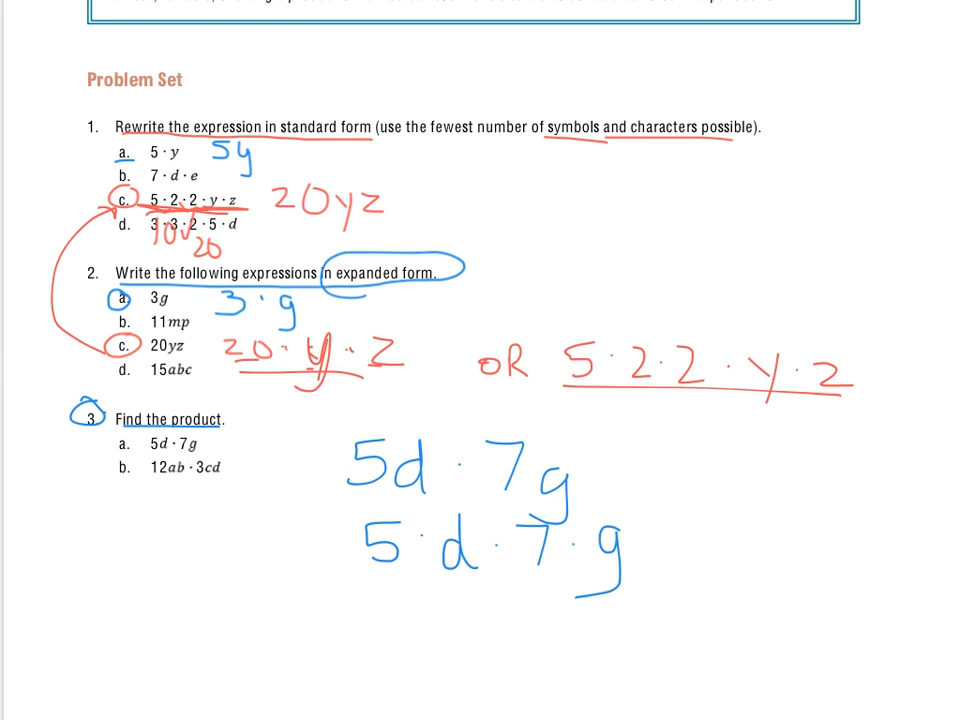 Problem Set
1. Rewrite the expression in standard form (use the fewest number of symbols and characters possible).
a. 5 · y 5y
b. 7 · d · e
c. 5 · 2 · 2 · y · z 20yz
d. 3 · 3 · 2 · 5 · d
10
20
2. Write the following expressions in expanded form.
a. 3g 3 · g
b. 11mp
c. 20yz 20 · y · z OR 5 · 2 · 2 · y · z
d. 15abc
3 Find the product.
a. 5d · 7g
b. 12ab · 3cd
5d · 7g
5 · d · 7 · g